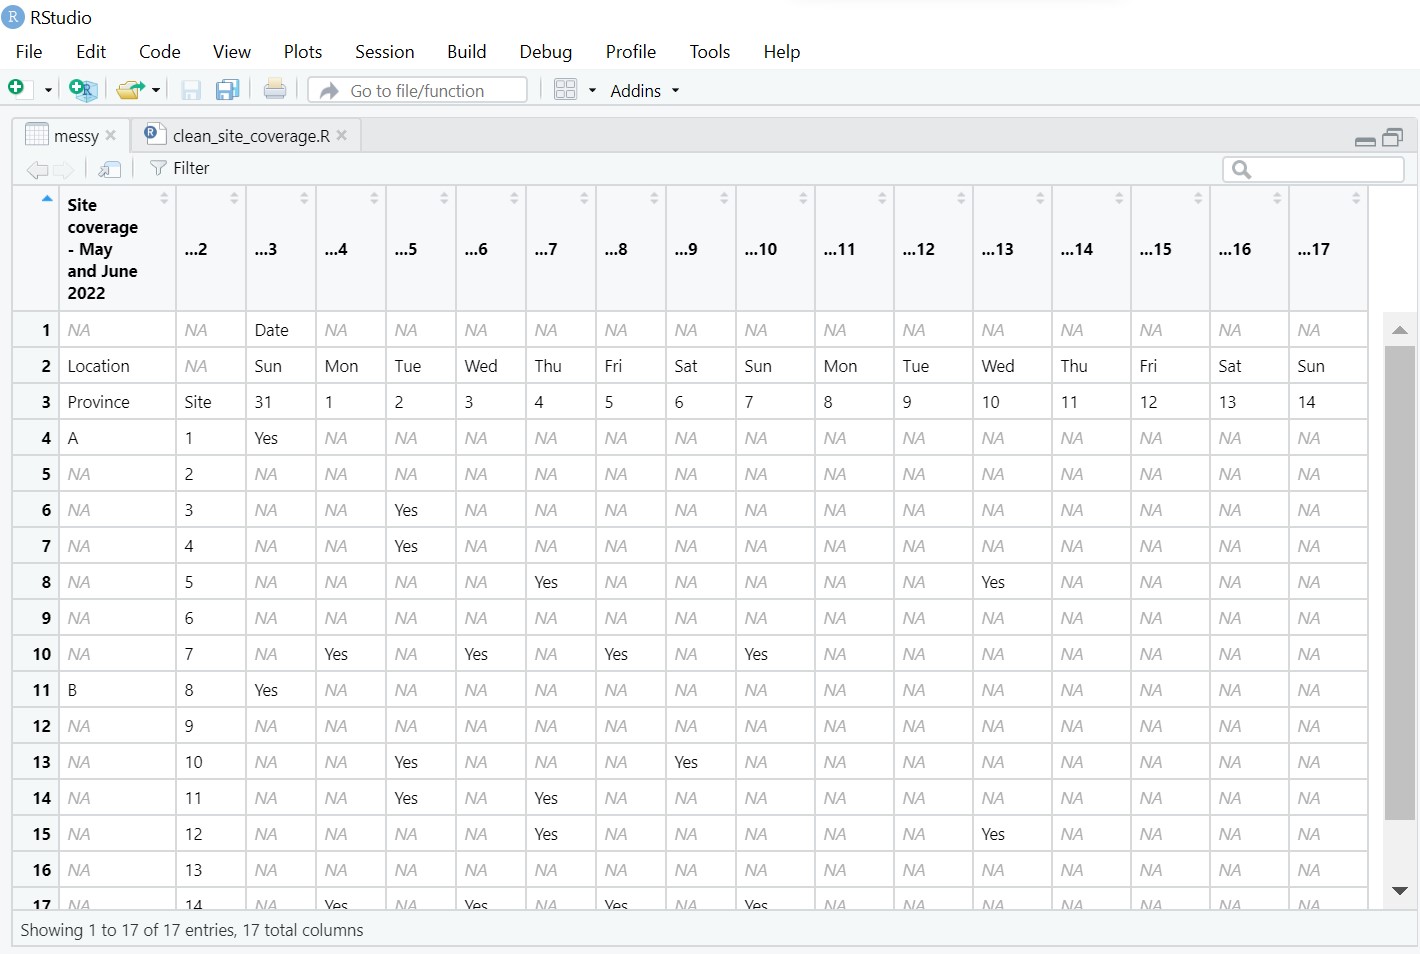 RStudio
File Edit Code View Plots Session Build Debug Profile Tools Help
Go to file/function Addins
messy clean_site_coverage.R
Filter
Site coverage - May and June 2022 ...2 ...3 ...4 ...5 ...6 ...7 ...8 ...9 ...10 ...11 ...12 ...13 ...14 ...15 ...16 ...17
1 NA NA Date NA NA NA NA NA NA NA NA NA NA NA NA NA NA
2 Location NA Sun Mon Tue Wed Thu Fri Sat Sun Mon Tue Wed Thu Fri Sat Sun
3 Province Site 31 1 2 3 4 5 6 7 8 9 10 11 12 13 14
4 A 1 Yes NA NA NA NA NA NA NA NA NA NA NA NA NA NA
5 NA 2 NA NA NA NA NA NA NA NA NA NA NA NA NA NA NA
6 NA 3 NA NA Yes NA NA NA NA NA NA NA NA NA NA NA NA
7 NA 4 NA NA Yes NA NA NA NA NA NA NA NA NA NA NA NA
8 NA 5 NA NA NA NA Yes NA NA NA NA NA Yes NA NA NA NA
9 NA 6 NA NA NA NA NA NA NA NA NA NA NA NA NA NA NA
10 NA 7 NA Yes NA Yes NA Yes NA Yes NA NA NA NA NA NA NA
11 B 8 Yes NA NA NA NA NA NA NA NA NA NA NA NA NA NA
12 NA 9 NA NA NA NA NA NA NA NA NA NA NA NA NA NA NA
13 NA 10 NA NA Yes NA NA NA Yes NA NA NA NA NA NA NA NA
14 NA 11 NA NA Yes NA Yes NA NA NA NA NA NA NA NA NA NA
15 NA 12 NA NA NA NA Yes NA NA NA NA NA Yes NA NA NA NA
16 NA 13 NA NA NA NA NA NA NA NA NA NA NA NA NA NA NA
17 NA 14 NA Yes NA Yes NA Yes NA Yes NA NA NA NA NA NA NA
Showing 1 to 17 of 17 entries, 17 total columns